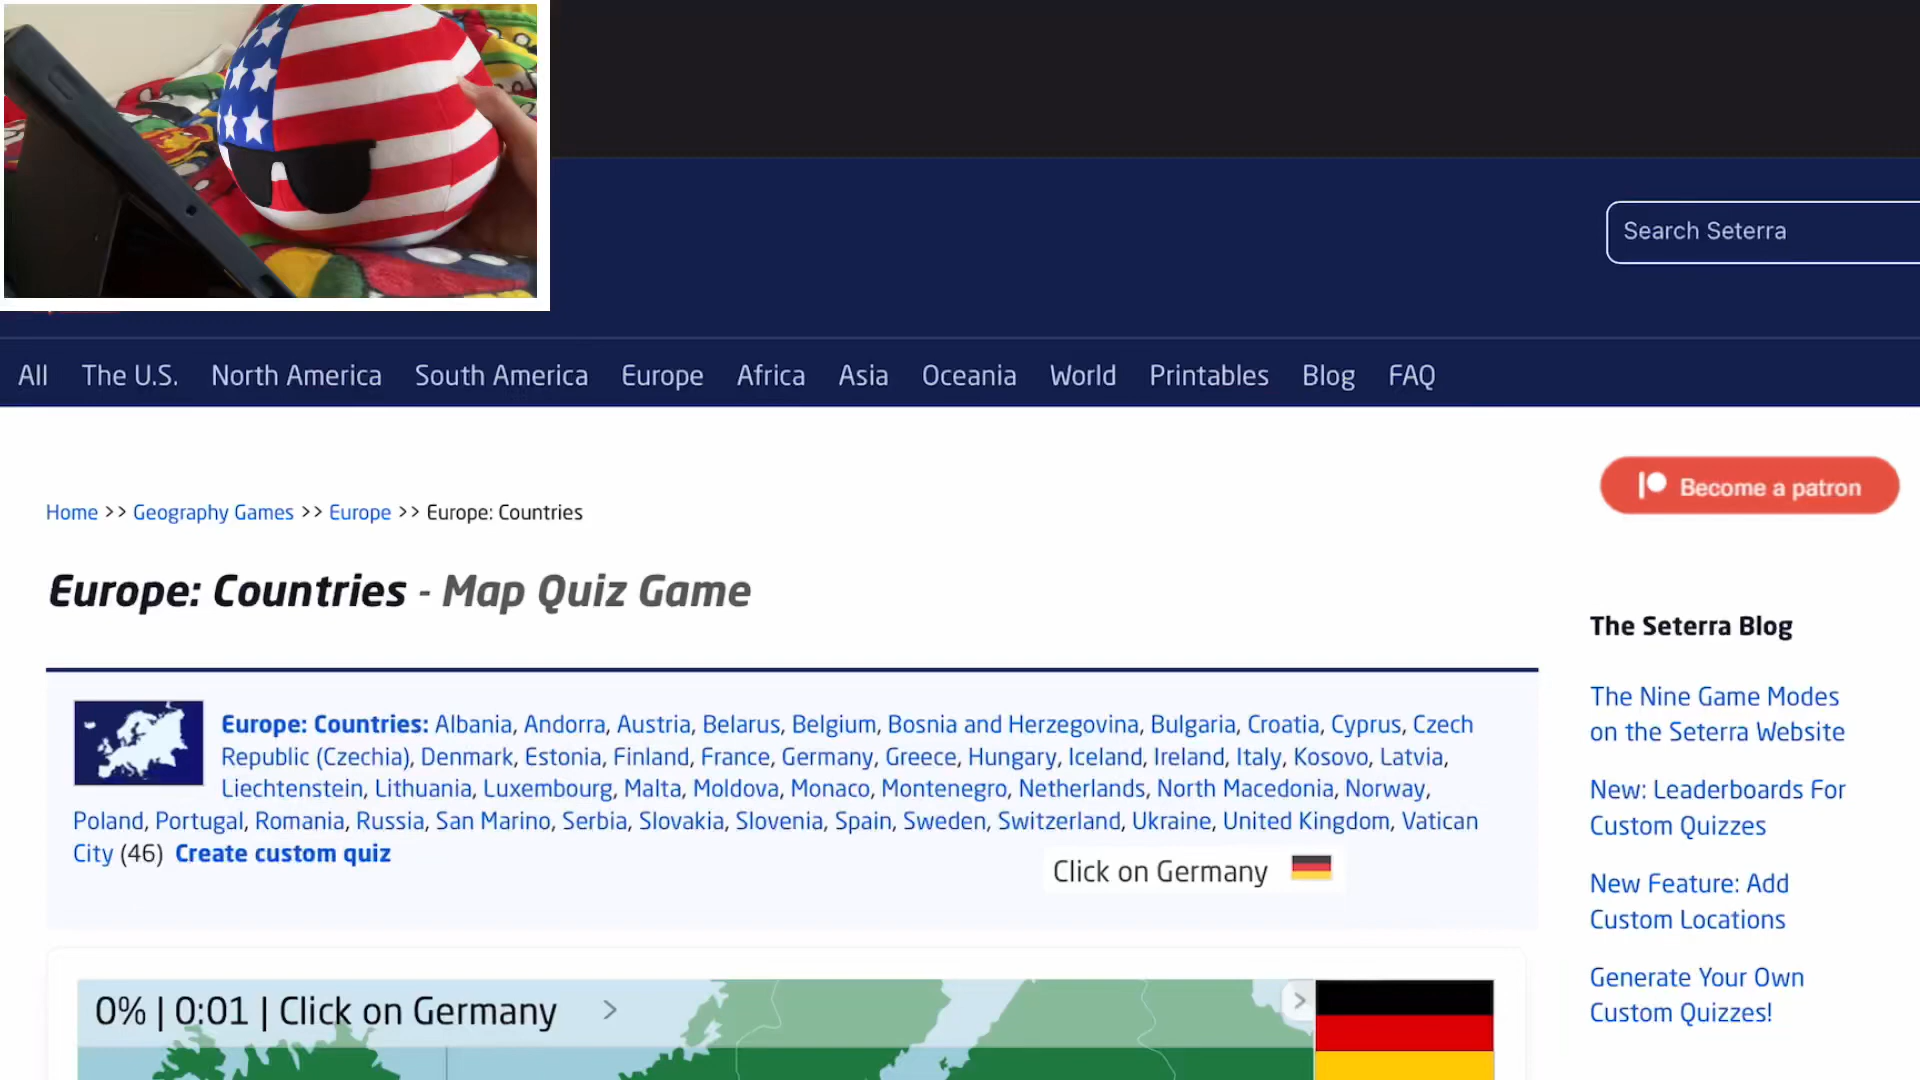 Search Seterra
All The U.S. North America South America Europe Africa Asia Oceania World Printables Blog FAQ
Become a patron
Home >> Geography Games >> Europe >> Europe: Countries
Europe: Countries - Map Quiz Game
Europe: Countries: Albania, Andorra, Austria, Belarus, Belgium, Bosnia and Herzegovina, Bulgaria, Croatia, Cyprus, Czech
Republic (Czechia), Denmark, Estonia, Finland, France, Germany, Greece, Hungary, Iceland, Ireland, Italy, Kosovo, Latvia,
Liechtenstein, Lithuania, Luxembourg, Malta, Moldova, Monaco, Montenegro, Netherlands, North Macedonia, Norway,
Poland, Portugal, Romania, Russia, San Marino, Serbia, Slovakia, Slovenia, Spain, Sweden, Switzerland, Ukraine, United Kingdom, Vatican
City (46) Create custom quiz
Click on Germany
0% | 0:01 | Click on Germany >
>
The Seterra Blog
The Nine Game Modes
on the Seterra Website
New: Leaderboards For
Custom Quizzes
New Feature: Add
Custom Locations
Generate Your Own
Custom Quizzes!